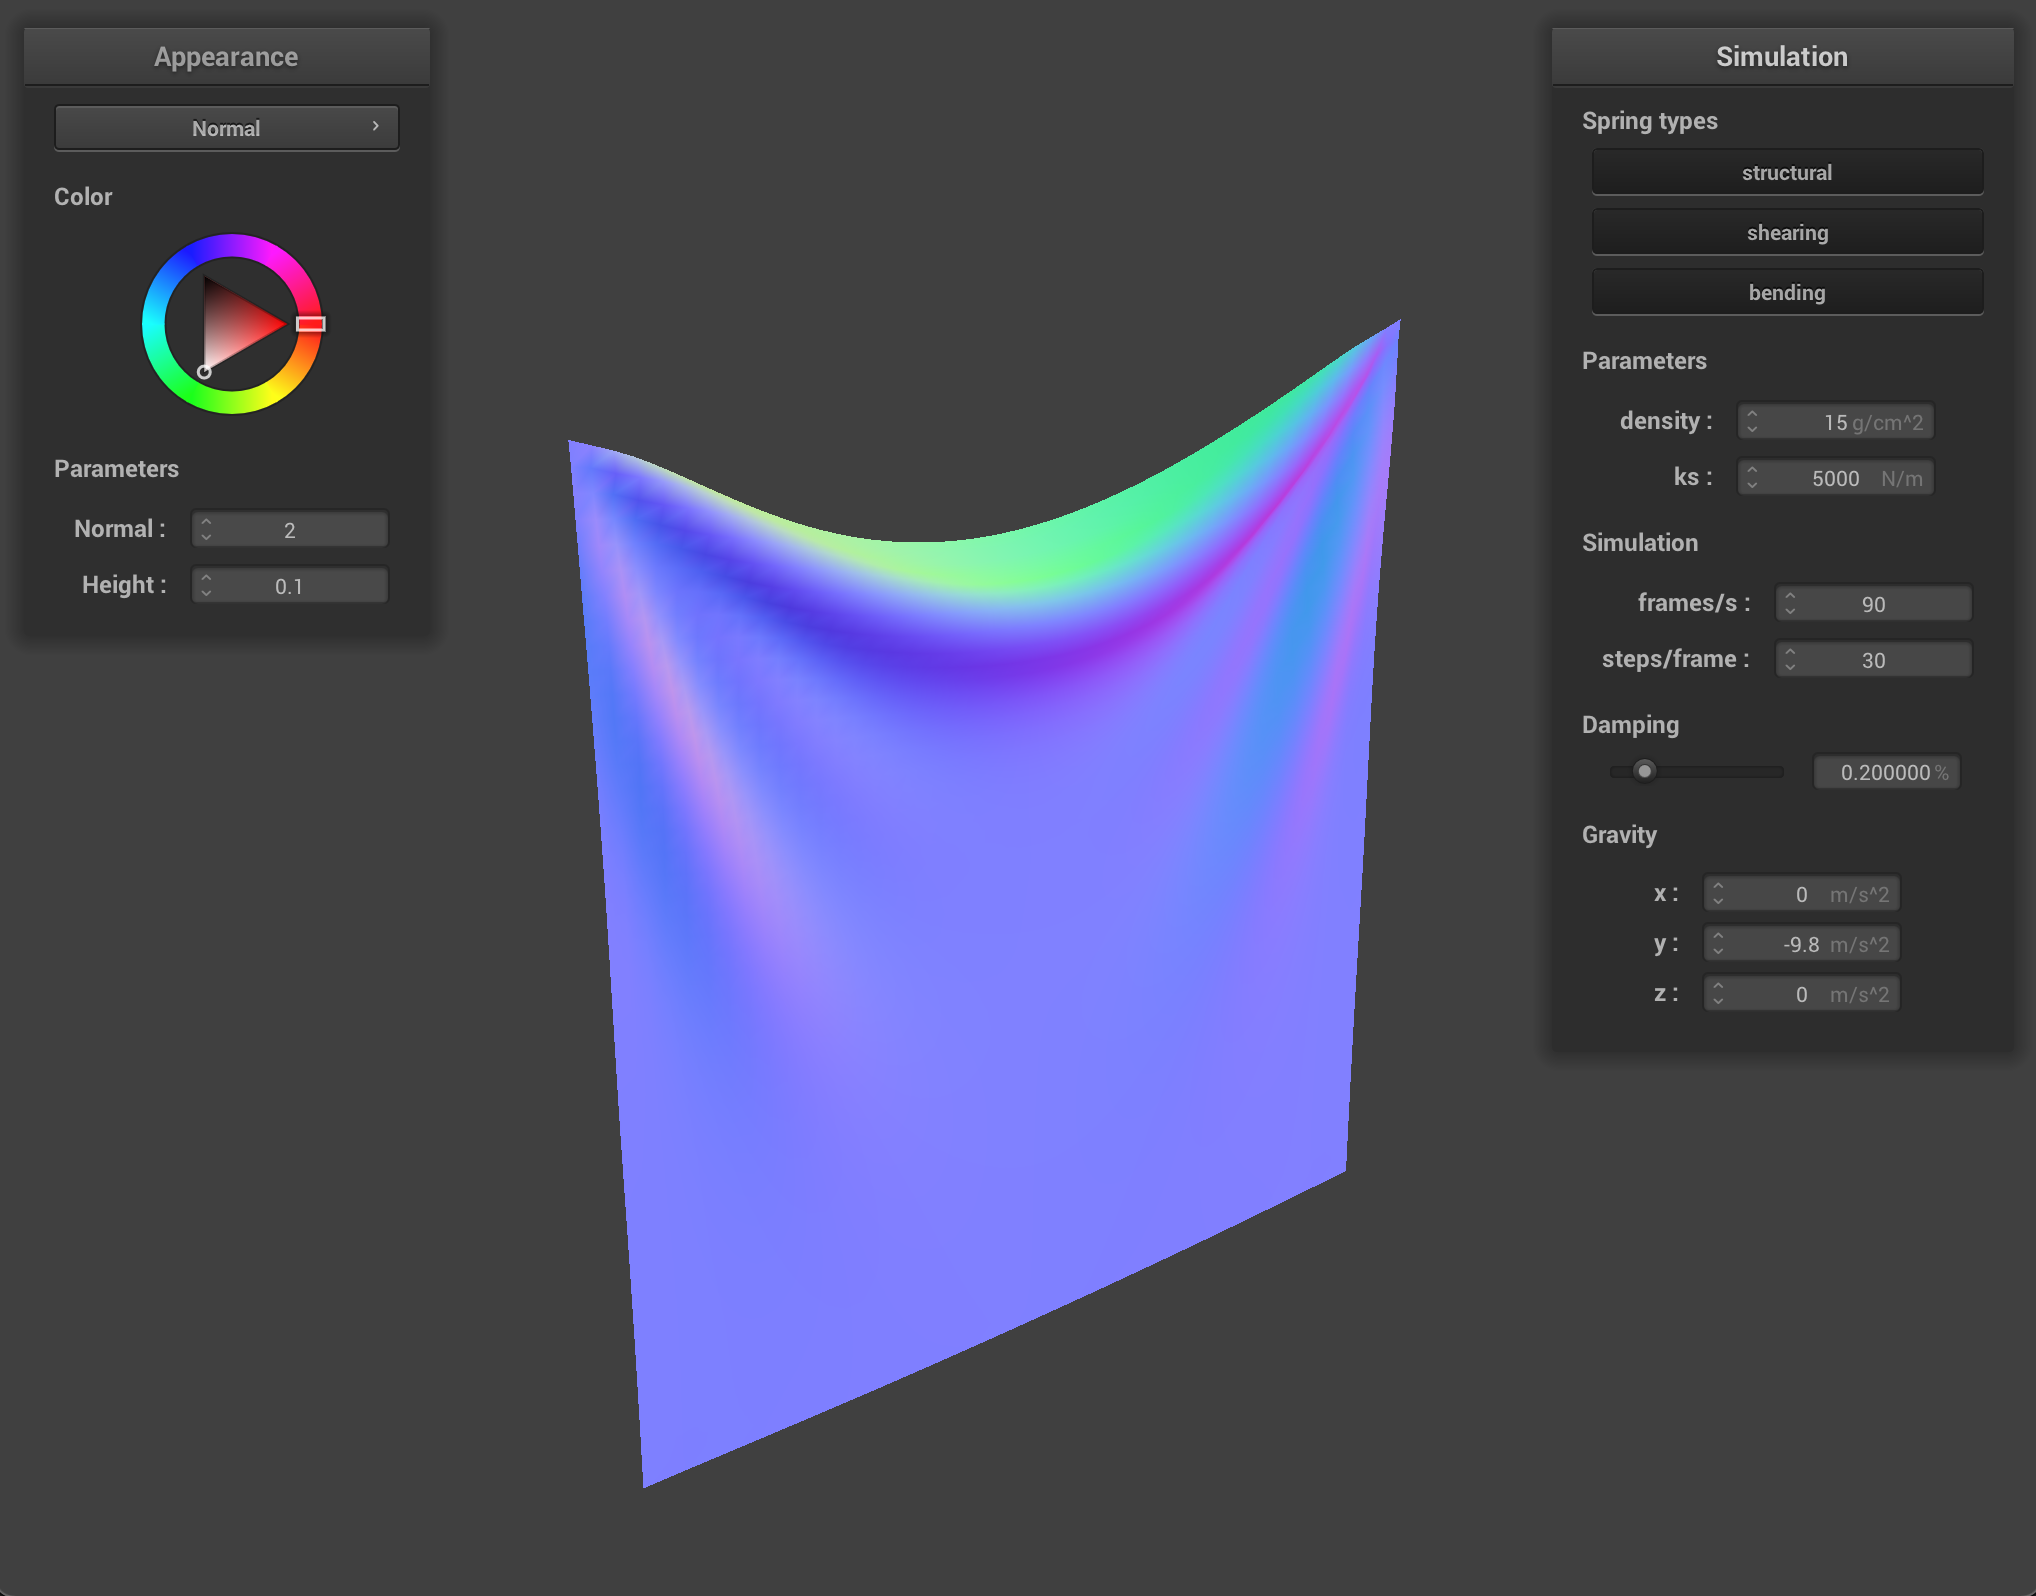 Appearance
Normal
Color
Parameters
Normal : 2
Height : 0.1
Simulation
Spring types
structural
shearing
bending
Parameters
density : 15 g/cm^2
ks : 5000 N/m
Simulation
frames/s : 90
steps/frame : 30
Damping
0.200000 %
Gravity
x : 0 m/s^2
y : -9.8 m/s^2
z : 0 m/s^2